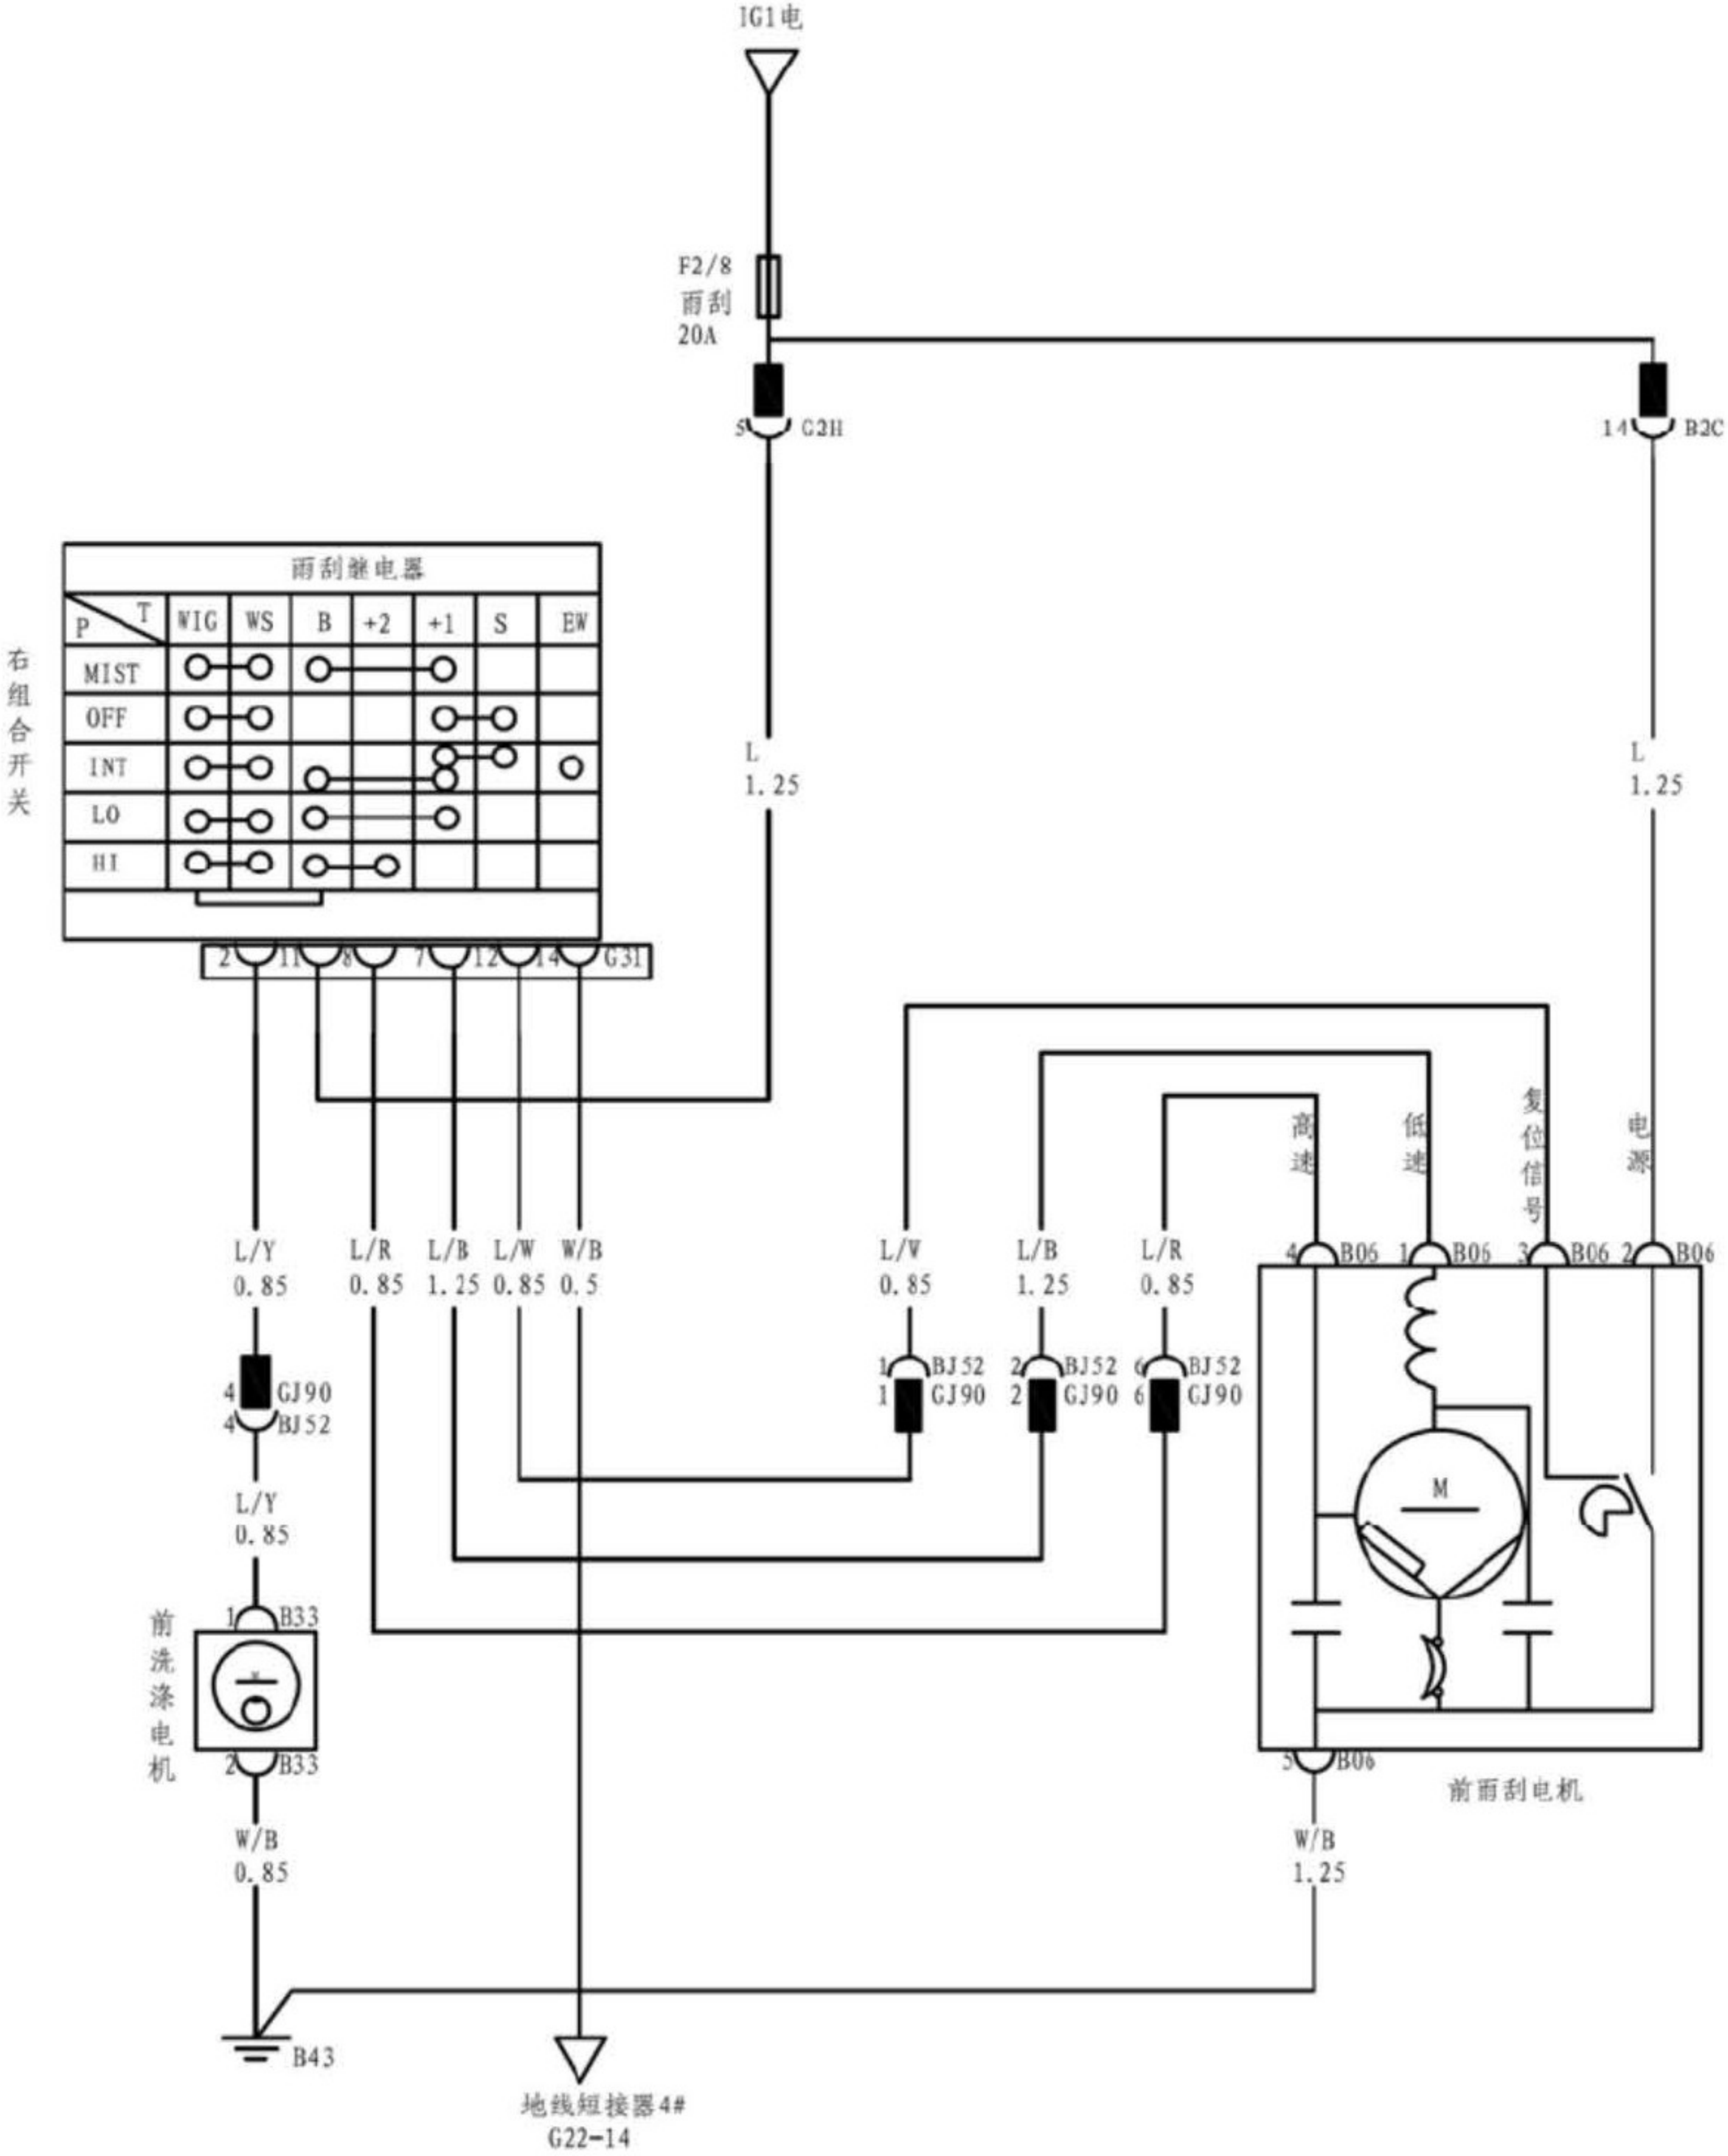 IG1电
F2/8
雨刮
20A
5 G2H
14 B2C
雨刮继电器
P T WIG WS B +2 +1 S EW
MIST
OFF
INT
LO
HI
右组合开关
L
1.25
L
1.25
2 11 8 7 12 14 G31
高速
低速
复位信号
电源
L/Y L/R L/B L/W W/B L/W L/B L/R
0.85 0.85 1.25 0.85 0.5 0.85 1.25 0.85
4 B06 1 B06 3 B06 2 B06
1 BJ52 2 BJ52 6 BJ52
1 GJ90 2 GJ90 6 GJ90
4 GJ90
4 BJ52
M
L/Y
0.85
1 B33
前洗涤电机
M
2 B33
5 B06
前雨刮电机
W/B
0.85
W/B
1.25
B43
地线短接器4#
G22-14